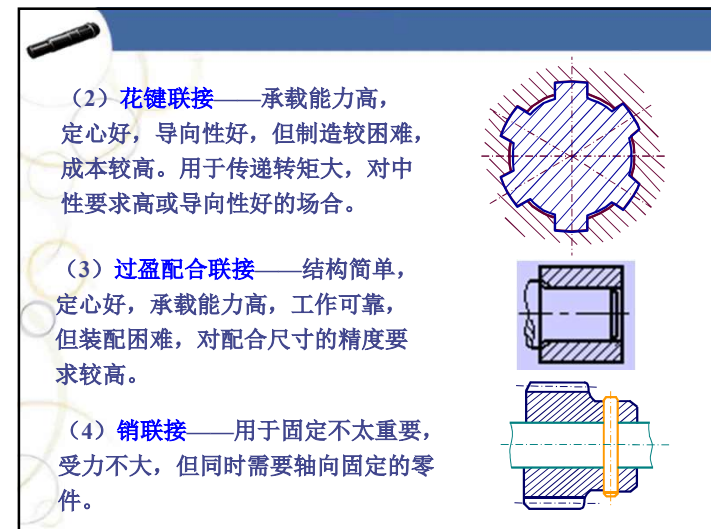 （2）花键联接——承载能力高，
定心好，导向性好，但制造较困难，
成本较高。用于传递转矩大，对中
性要求高或导向性好的场合。
（3）过盈配合联接——结构简单，
定心好，承载能力高，工作可靠，
但装配困难，对配合尺寸的精度要
求较高。
（4）销联接——用于固定不太重要，
受力不大，但同时需要轴向固定的零
件。